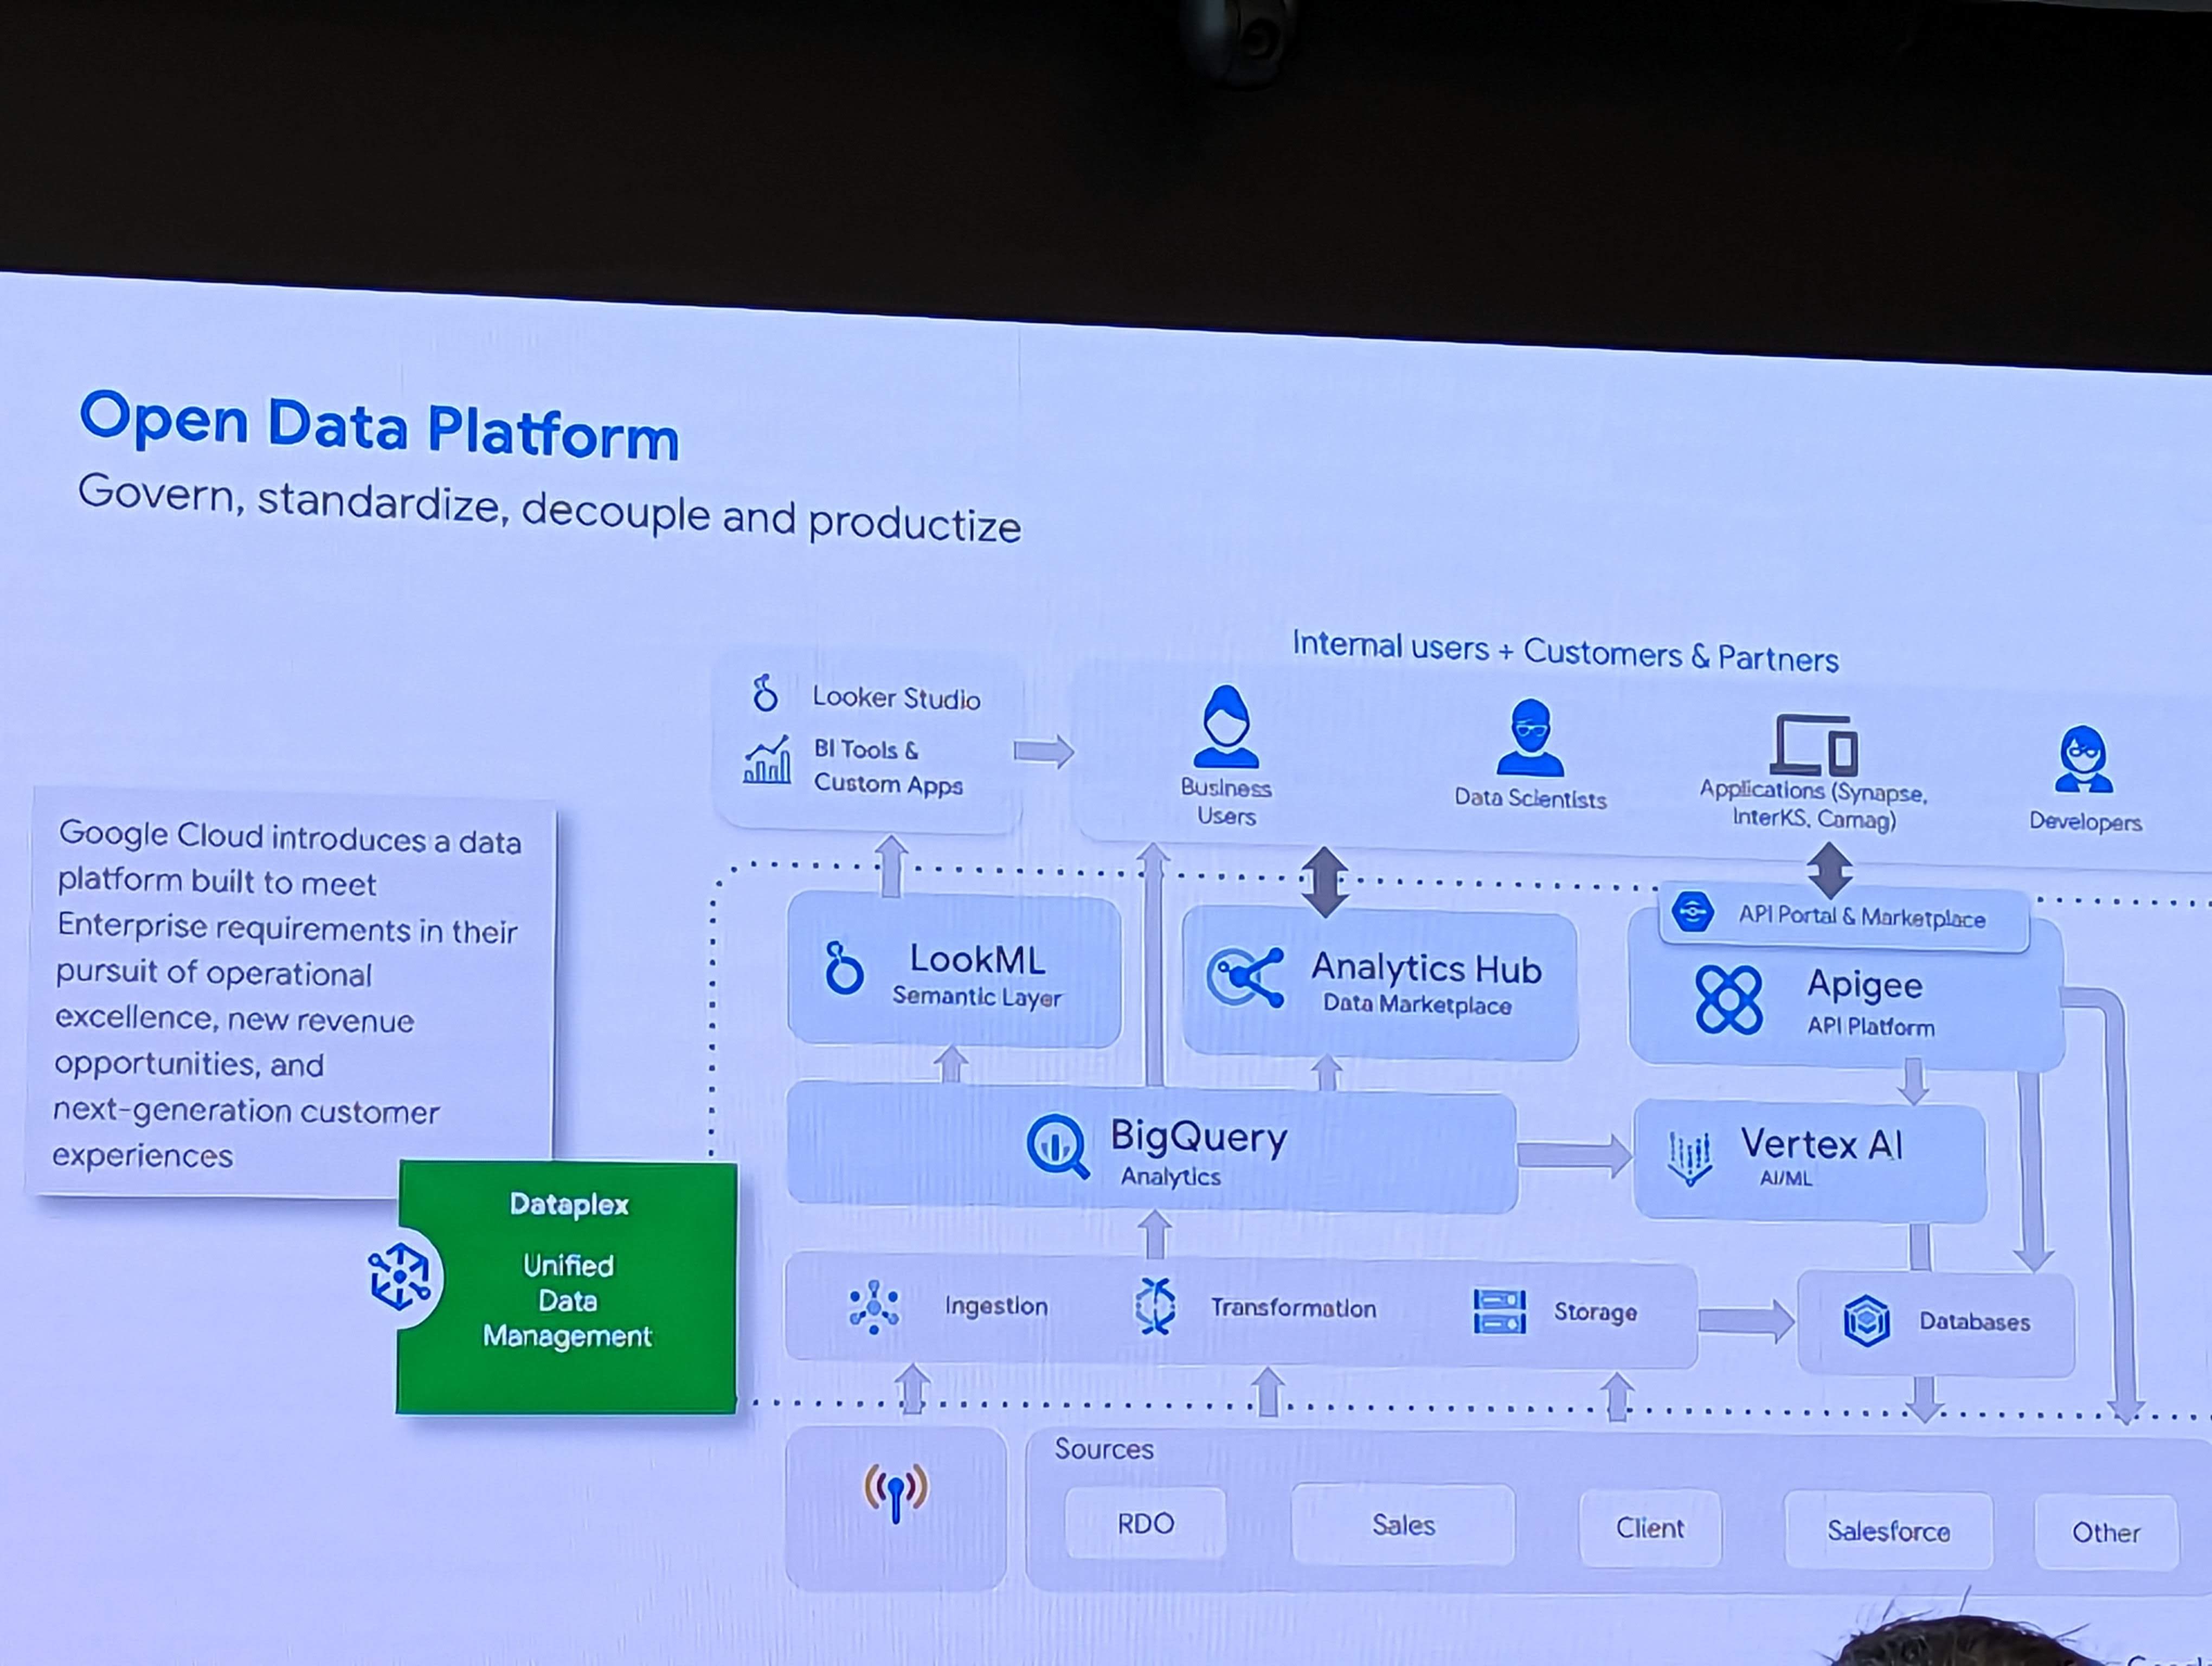 Open Data Platform
Govern, standardize, decouple and productize
Google Cloud introduces a data
platform built to meet
Enterprise requirements in their
pursuit of operational
excellence, new revenue
opportunities, and
next-generation customer
experiences
Dataplex
Unified
Data
Management
Internal users + Customers & Partners
Looker Studio
BI Tools &
Custom Apps
Business
Users
Data Scientists
Applications (Synapse,
InterKS, Camag)
Developers
LookML
Semantic Layer
Analytics Hub
Data Marketplace
API Portal & Marketplace
Apigee
API Platform
BigQuery
Analytics
Vertex AI
AI/ML
Ingestion
Transformation
Storage
Databases
Sources
RDO
Sales
Client
Salesforce
Other